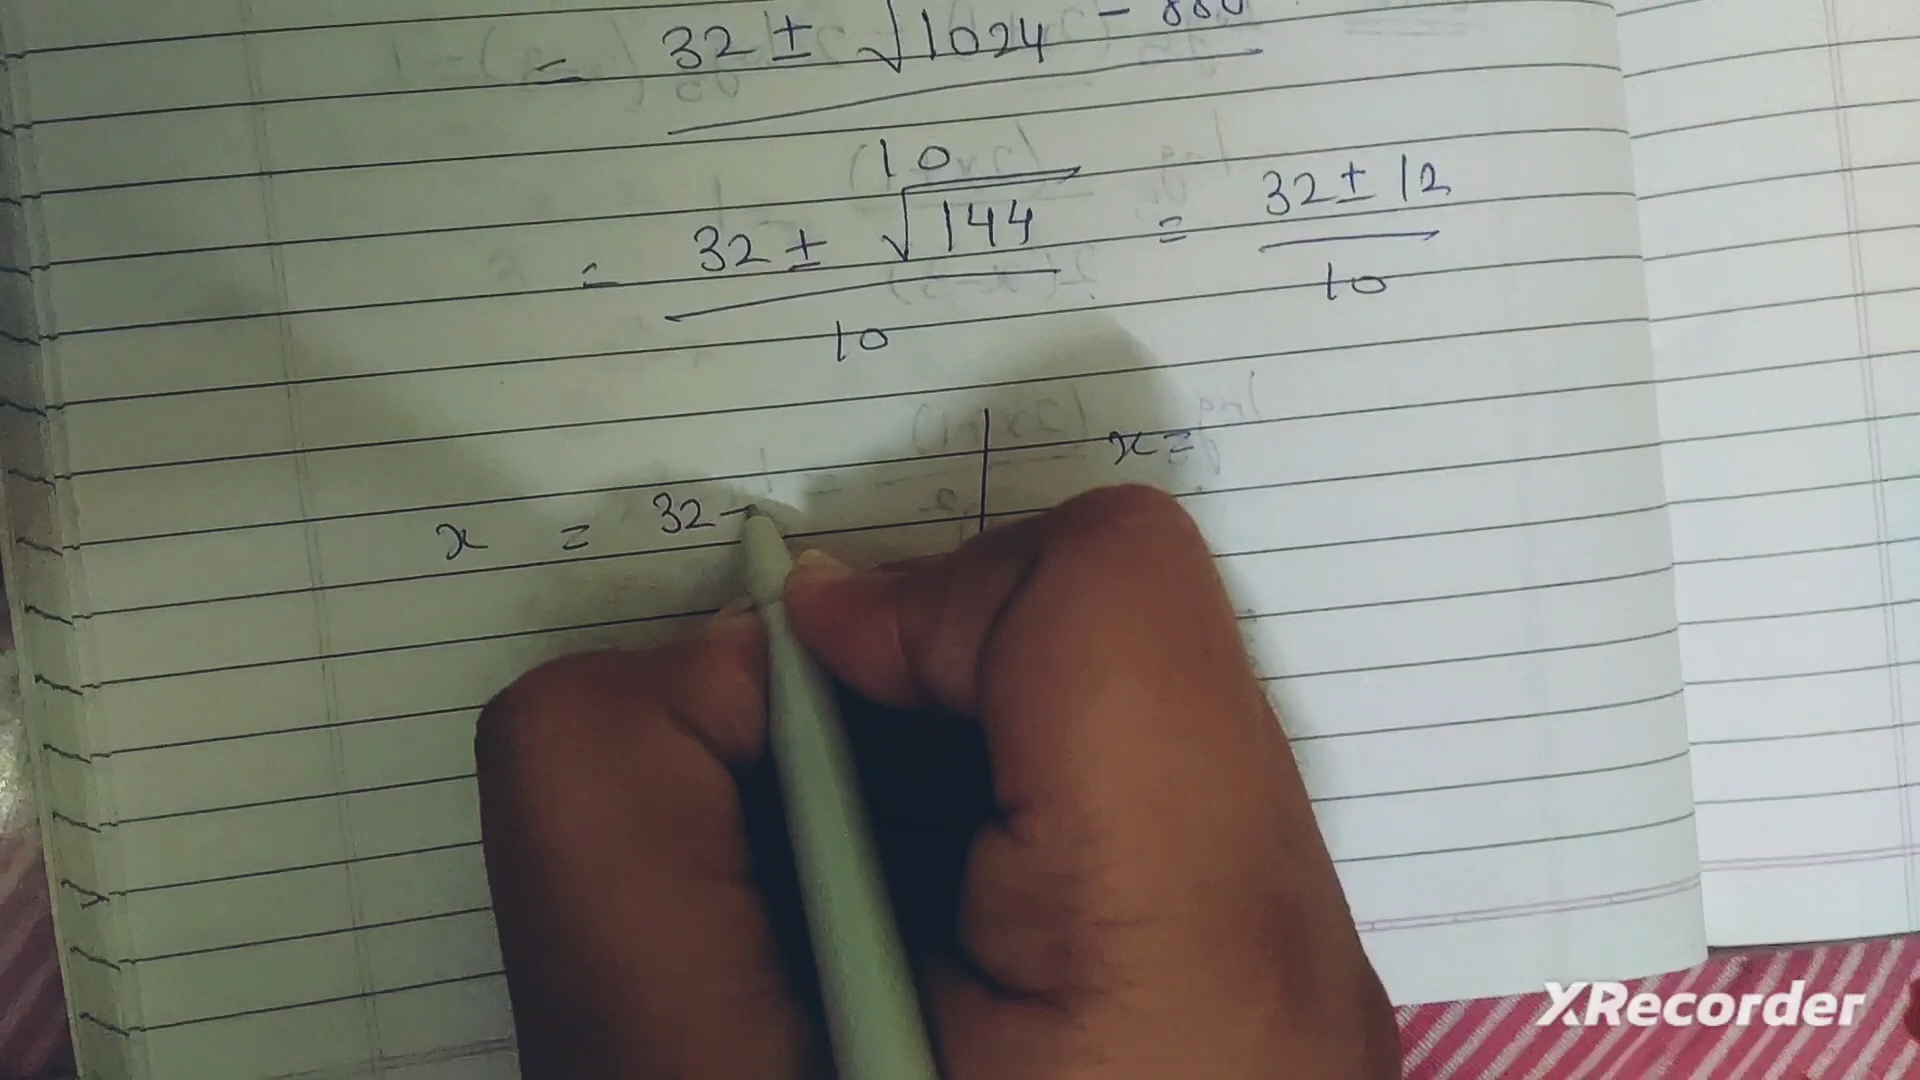 = 32 ± √1024 - 880
10
= 32 ± √144 = 32 ± 12
10 10
x =
x = 32 -
XRecorder